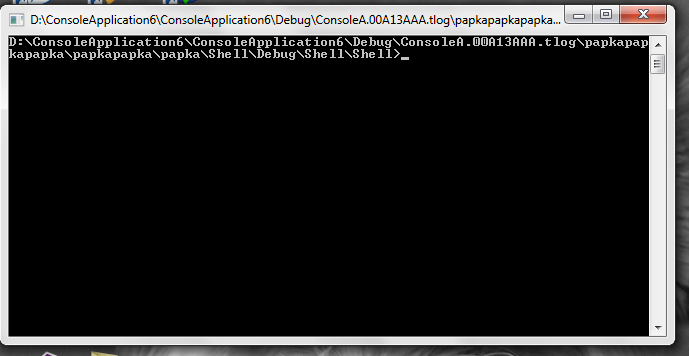 D:\ConsoleApplication6\ConsoleApplication6\Debug\ConsoleA.00A13AAA.tlog\papkapapkapapka...
D:\ConsoleApplication6\ConsoleApplication6\Debug\ConsoleA.00A13AAA.tlog\papkapap
kapapka\papkapapka\papka\Shell\Debug\Shell\Shell>_